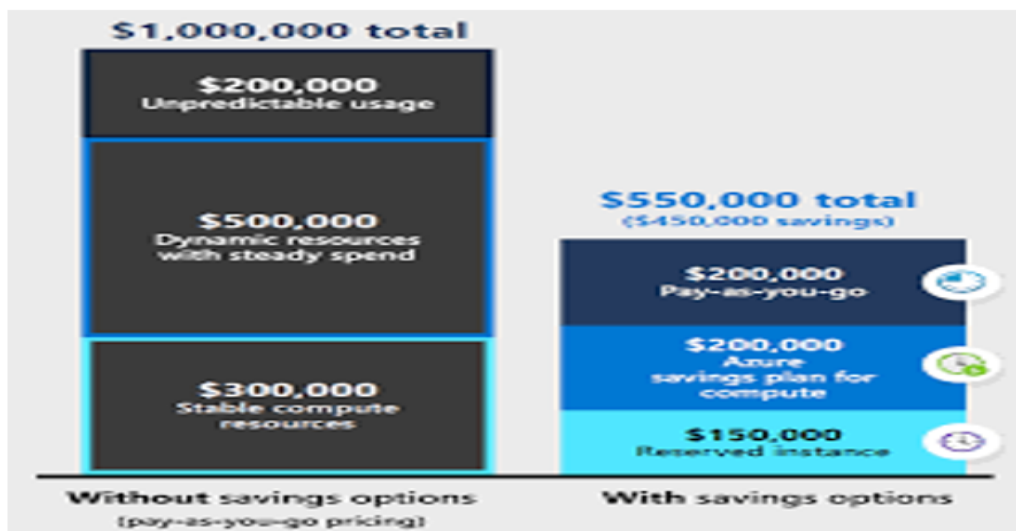 $1,000,000 total
$200,000
Unpredictable usage
$500,000
Dynamic resources
with steady spend
$300,000
Stable compute
resources
Without savings options
(pay-as-you-go pricing)
$550,000 total
($450,000 savings)
$200,000
Pay-as-you-go
$200,000
Azure
savings plan for
compute
$150,000
Reserved instance
With savings options